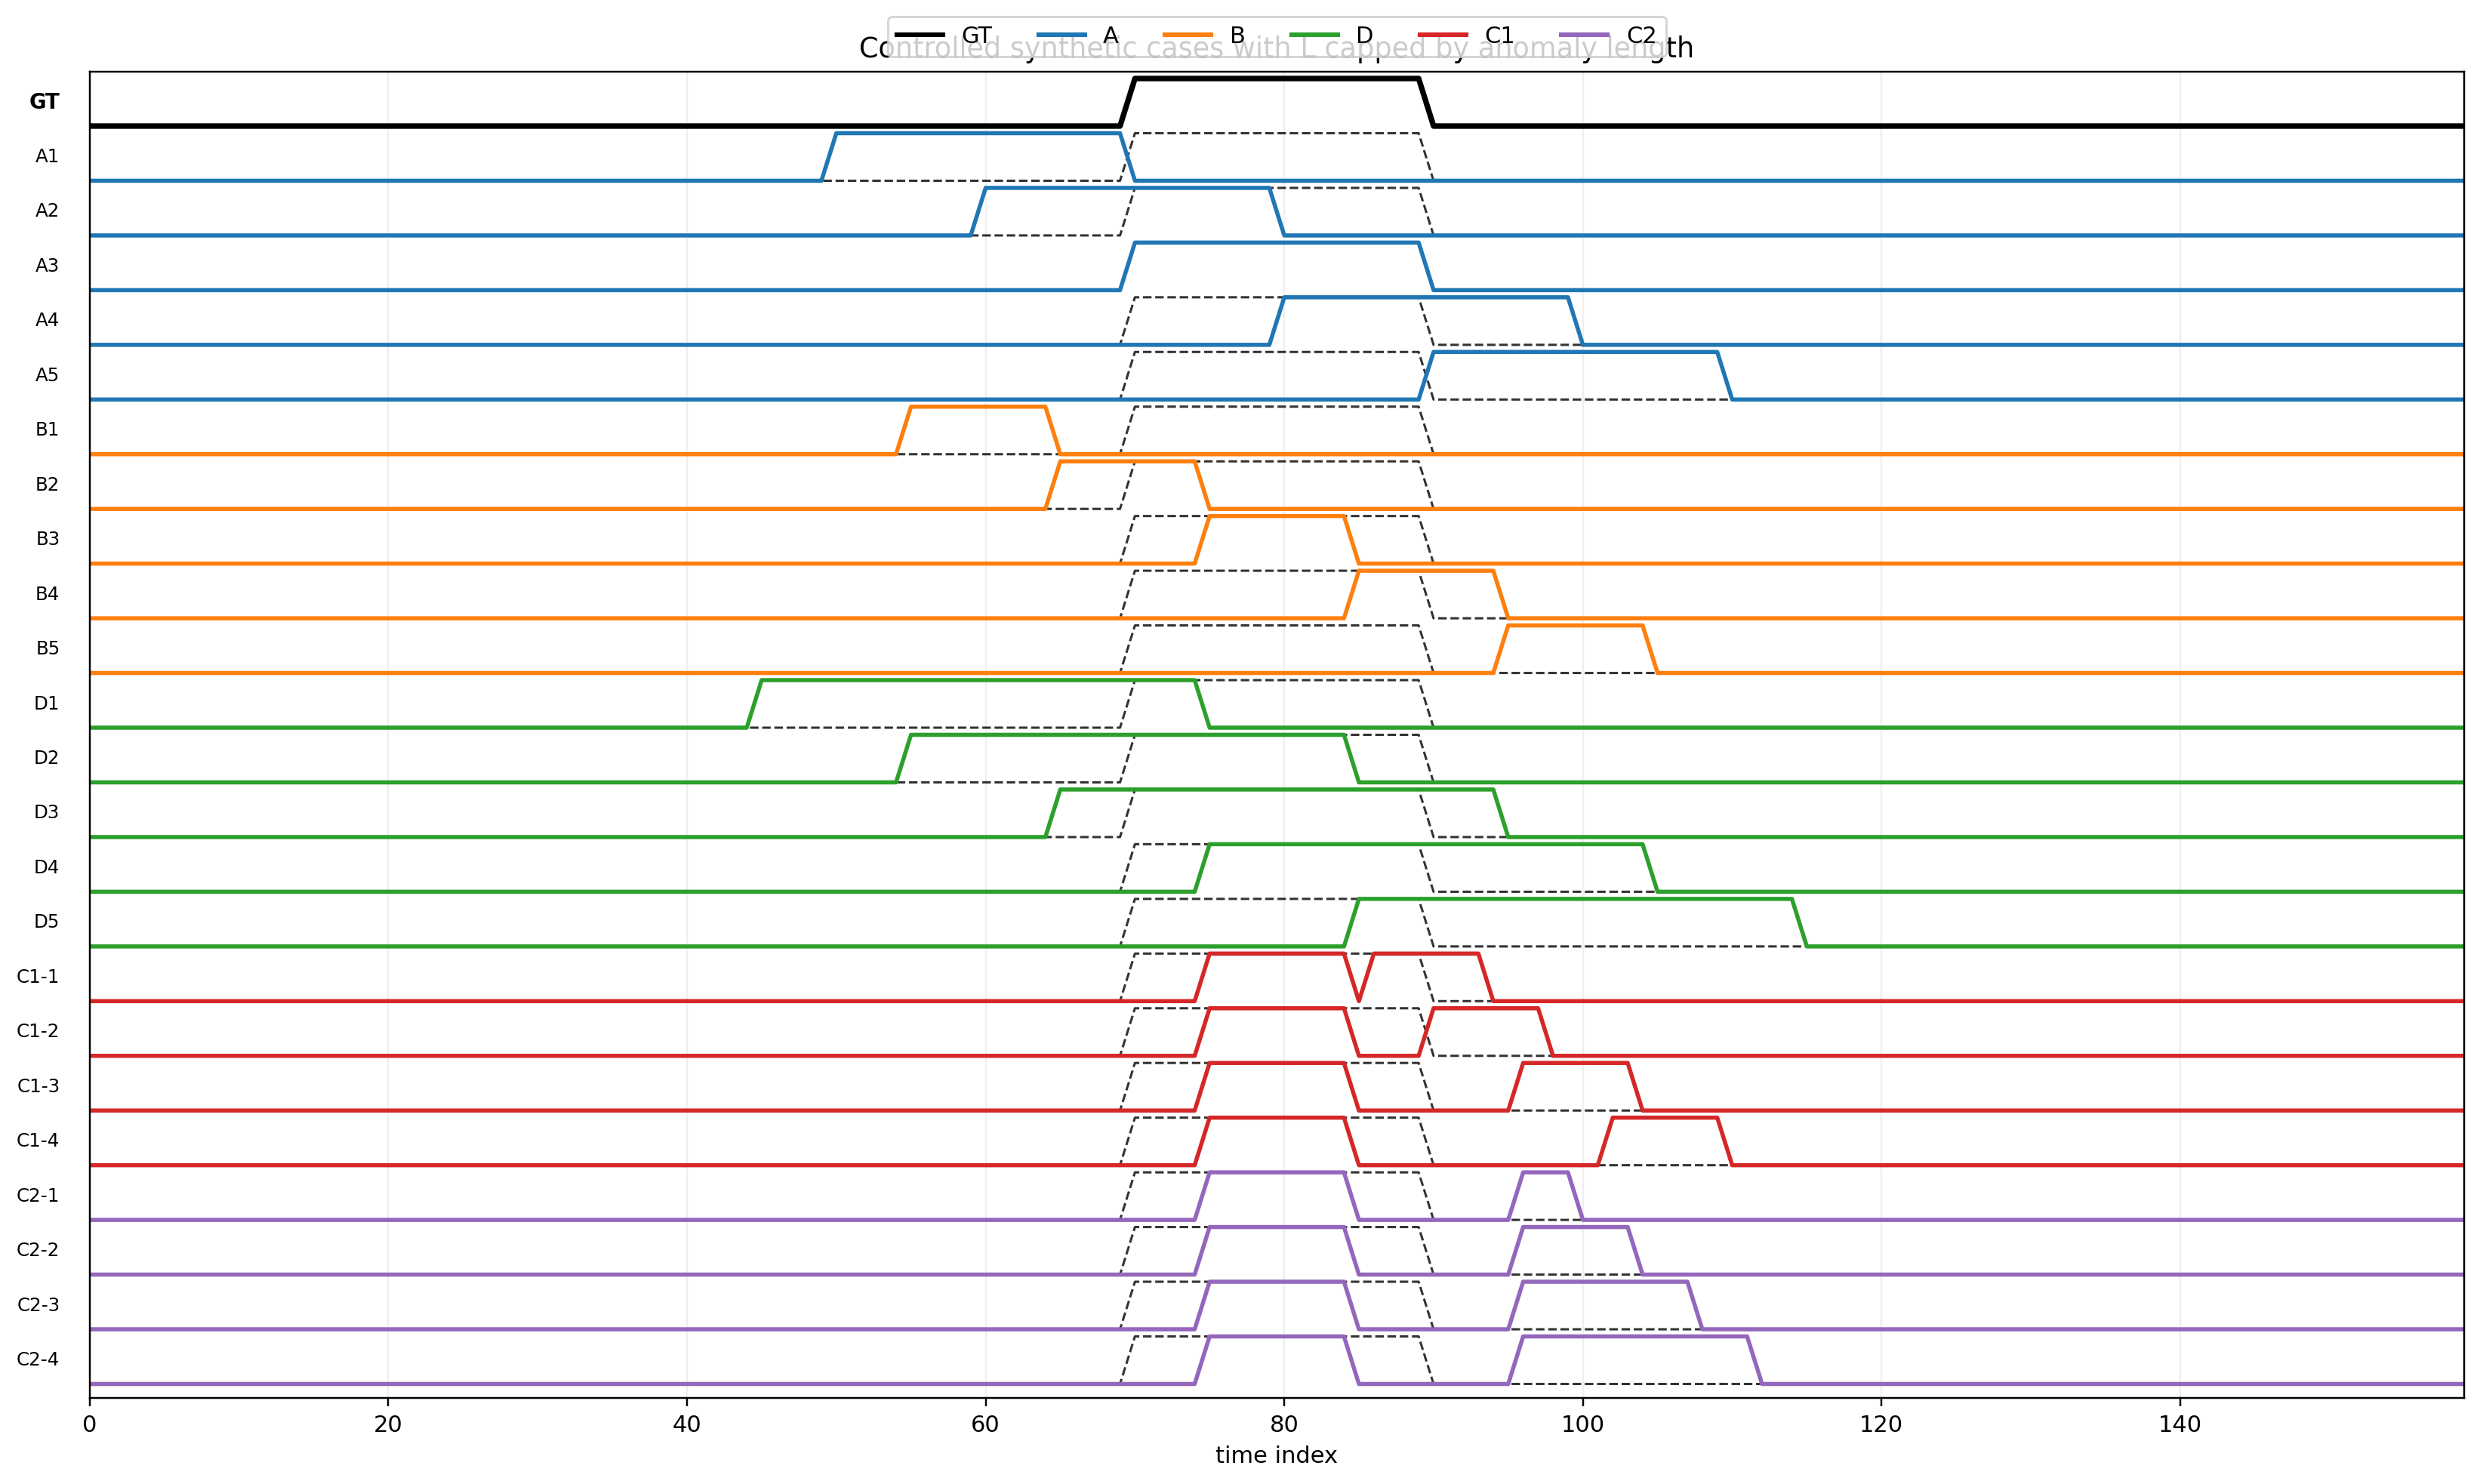 GT A B D C1 C2
Controlled synthetic cases with L capped by anomaly length
GT
A1
A2
A3
A4
A5
B1
B2
B3
B4
B5
D1
D2
D3
D4
D5
C1-1
C1-2
C1-3
C1-4
C2-1
C2-2
C2-3
C2-4
0 20 40 60 80 100 120 140
time index